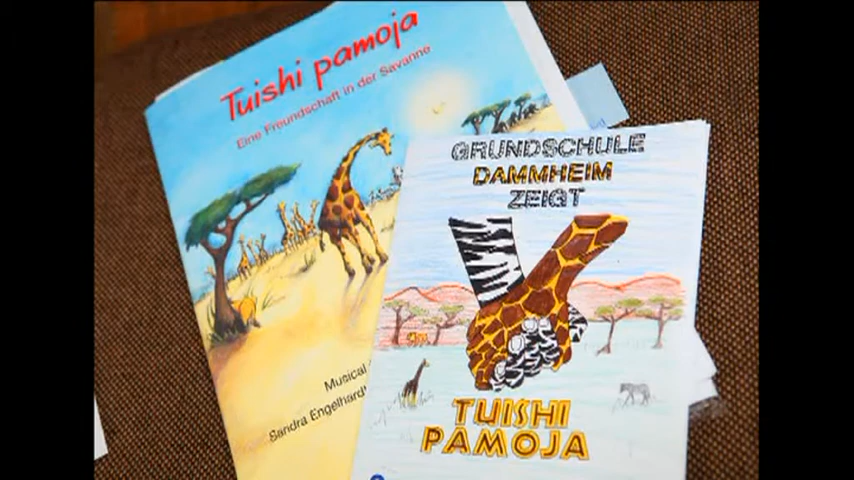 Tuishi pamoja
Eine Freundschaft in der Savanne
Musical
Sandra Engelhardt
GRUNDSCHULE
DAMMHEIM
ZEIGT
TUISHI
PAMOJA